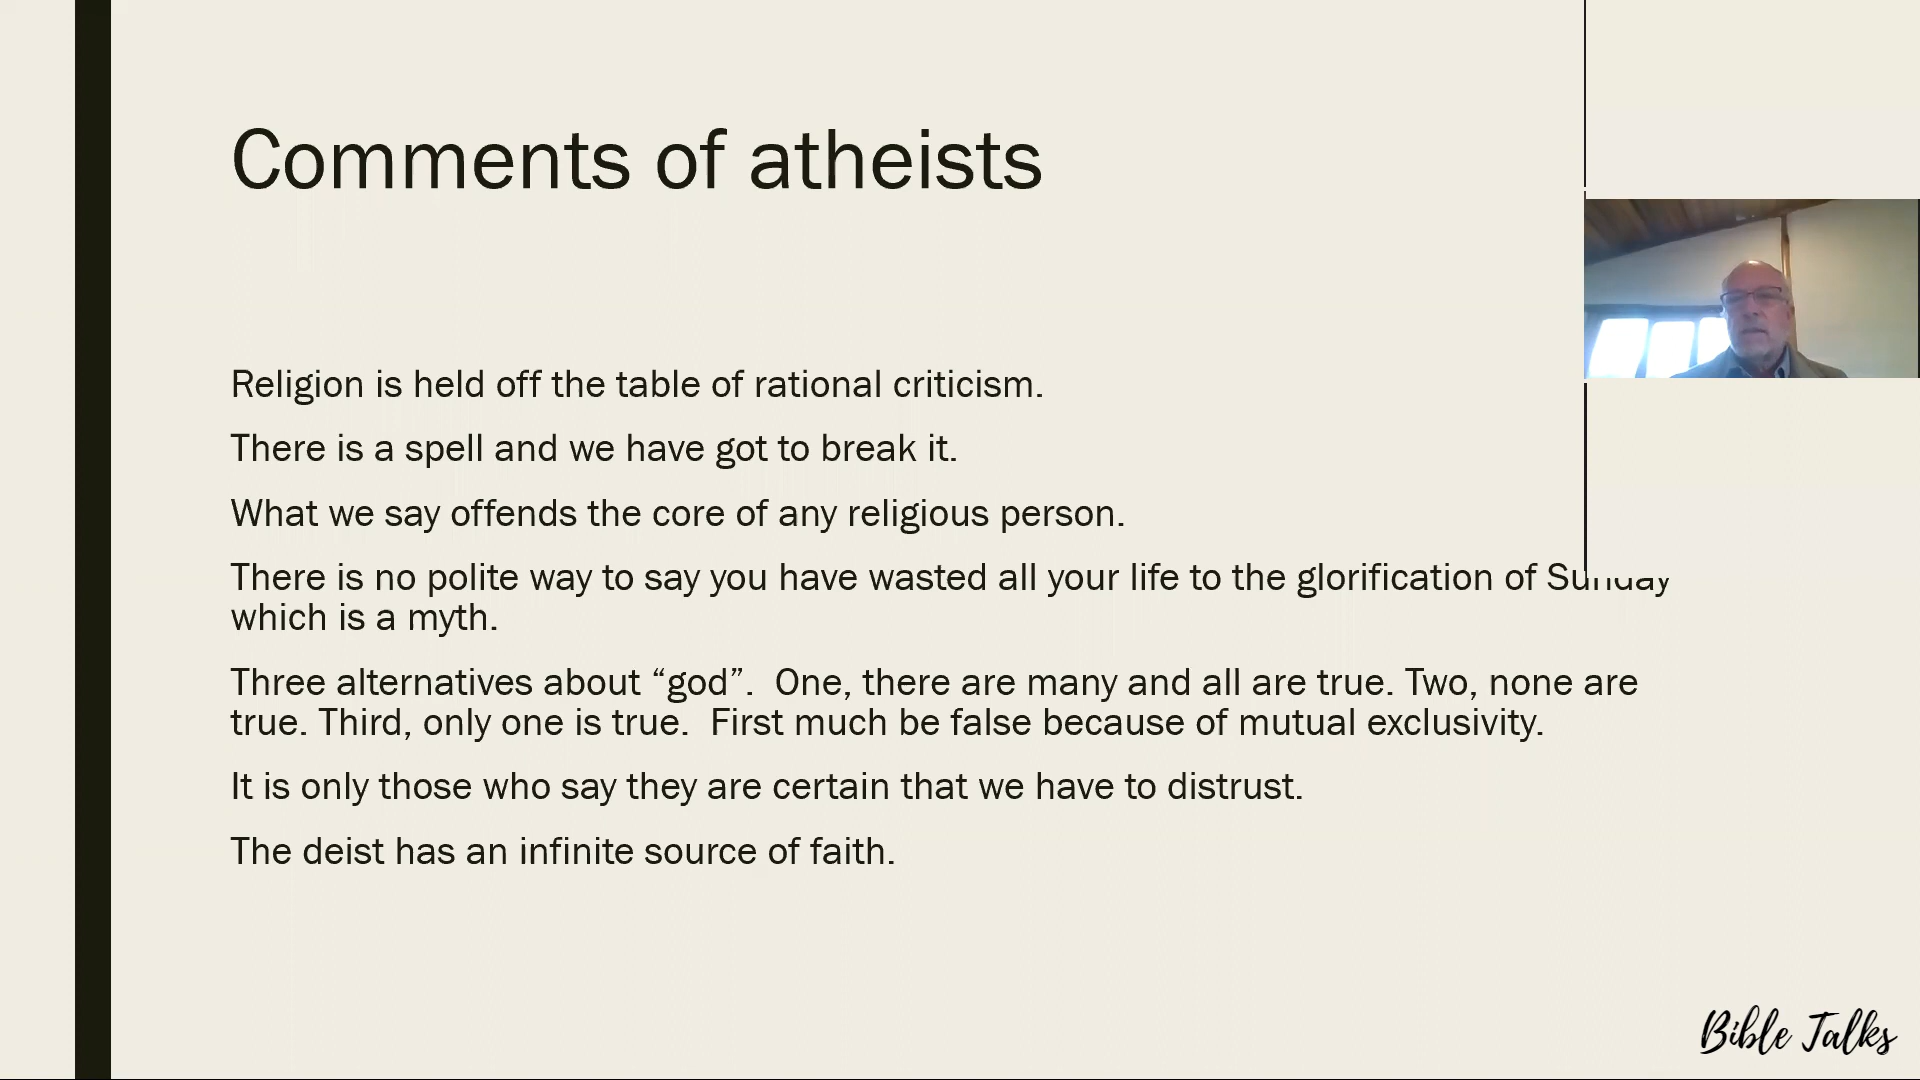 Comments of atheists
Religion is held off the table of rational criticism.
There is a spell and we have got to break it.
What we say offends the core of any religious person.
There is no polite way to say you have wasted all your life to the glorification of Sunday
which is a myth.
Three alternatives about “god”.  One, there are many and all are true. Two, none are
true. Third, only one is true.  First much be false because of mutual exclusivity.
It is only those who say they are certain that we have to distrust.
The deist has an infinite source of faith.
Bible Talks